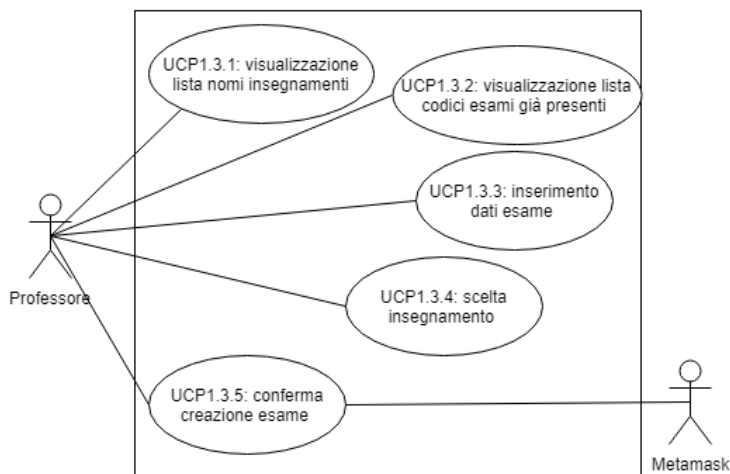 UCP1.3.1: visualizzazione
lista nomi insegnamenti
UCP1.3.2: visualizzazione lista
codici esami già presenti
UCP1.3.3: inserimento
dati esame
Professore
UCP1.3.4: scelta
insegnamento
UCP1.3.5: conferma
creazione esame
Metamask